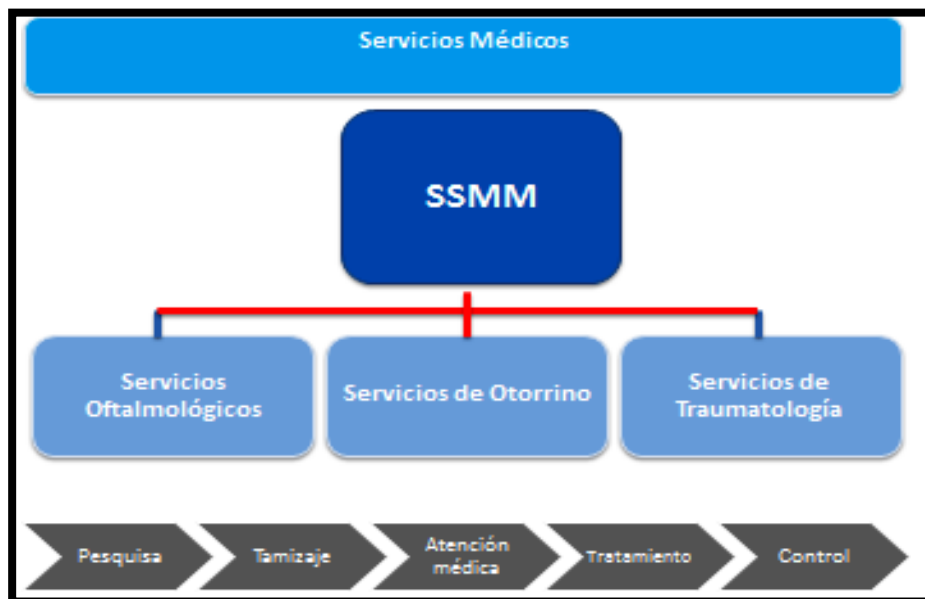 Servicios Médicos
SSMM
Servicios
Oftalmológicos
Servicios de Otorrino
Servicios de
Traumatología
Pesquisa
Tamizaje
Atención
médica
Tratamiento
Control